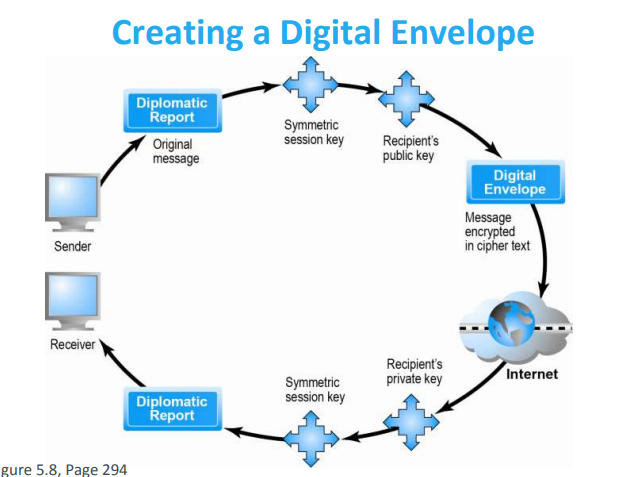 Creating a Digital Envelope
Diplomatic
Report
Original
message
Symmetric
session key
Recipient's
public key
Digital
Envelope
Message
encrypted
in cipher text
Sender
Internet
Recipient's
private key
Symmetric
session key
Diplomatic
Report
Receiver
gure 5.8, Page 294